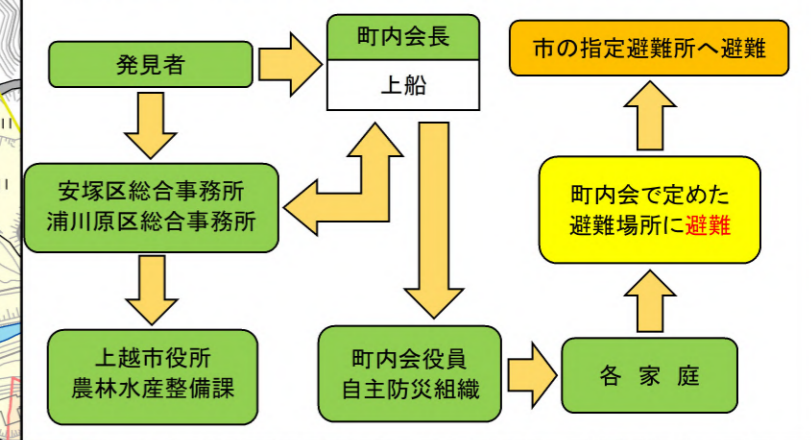 発見者
町内会長
上船
市の指定避難所へ避難
安塚区総合事務所
浦川原区総合事務所
町内会で定めた
避難場所に避難
上越市役所
農林水産整備課
町内会役員
自主防災組織
各 家 庭